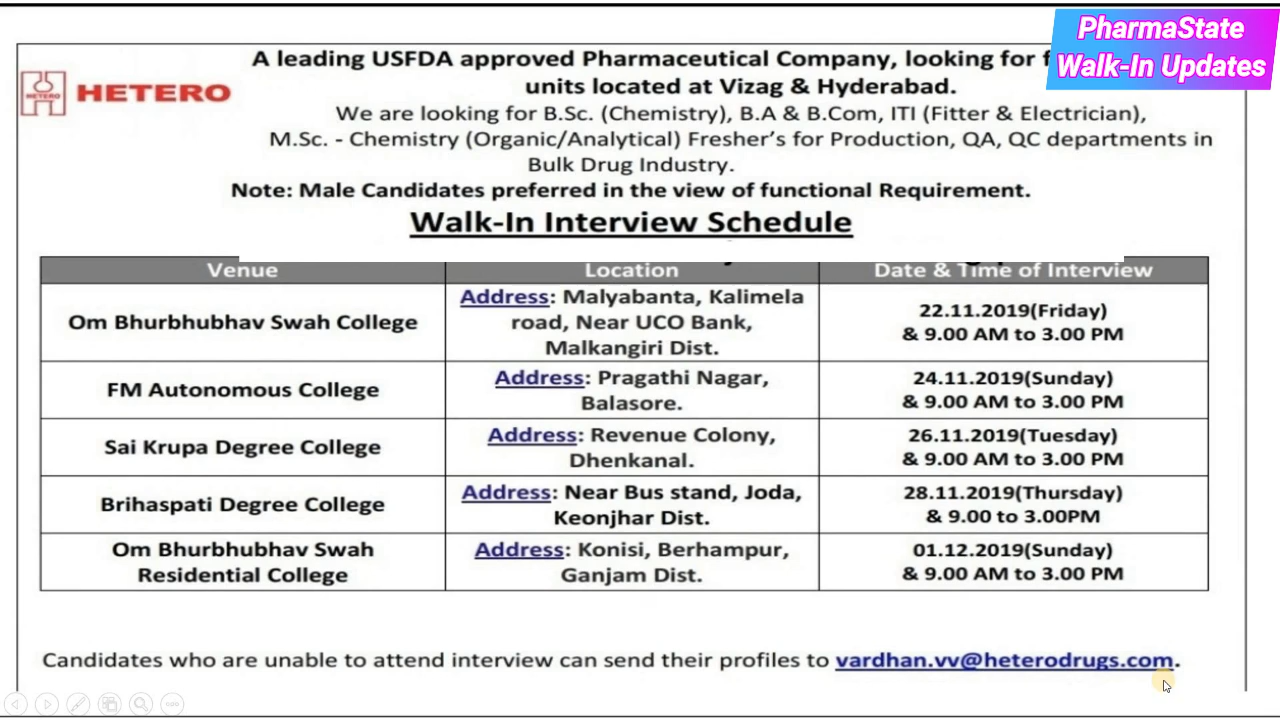 PharmaState
Walk-In Updates
HETERO
HETERO
A leading USFDA approved Pharmaceutical Company, looking for
units located at Vizag & Hyderabad.
We are looking for B.Sc. (Chemistry), B.A & B.Com, ITI (Fitter & Electrician),
M.Sc. - Chemistry (Organic/Analytical) Fresher's for Production, QA, QC departments in
Bulk Drug Industry.
Note: Male Candidates preferred in the view of functional Requirement.
Walk-In Interview Schedule
Venue Location Date & Time of Interview
Om Bhurbhubhav Swah College
Address: Malyabanta, Kalimela
road, Near UCO Bank,
Malkangiri Dist.
22.11.2019(Friday)
& 9.00 AM to 3.00 PM
FM Autonomous College
Address: Pragathi Nagar,
Balasore.
24.11.2019(Sunday)
& 9.00 AM to 3.00 PM
Sai Krupa Degree College
Address: Revenue Colony,
Dhenkanal.
26.11.2019(Tuesday)
& 9.00 AM to 3.00 PM
Brihaspati Degree College
Address: Near Bus stand, Joda,
Keonjhar Dist.
28.11.2019(Thursday)
& 9.00 to 3.00PM
Om Bhurbhubhav Swah
Residential College
Address: Konisi, Berhampur,
Ganjam Dist.
01.12.2019(Sunday)
& 9.00 AM to 3.00 PM
Candidates who are unable to attend interview can send their profiles to vardhan.vv@heterodrugs.com.